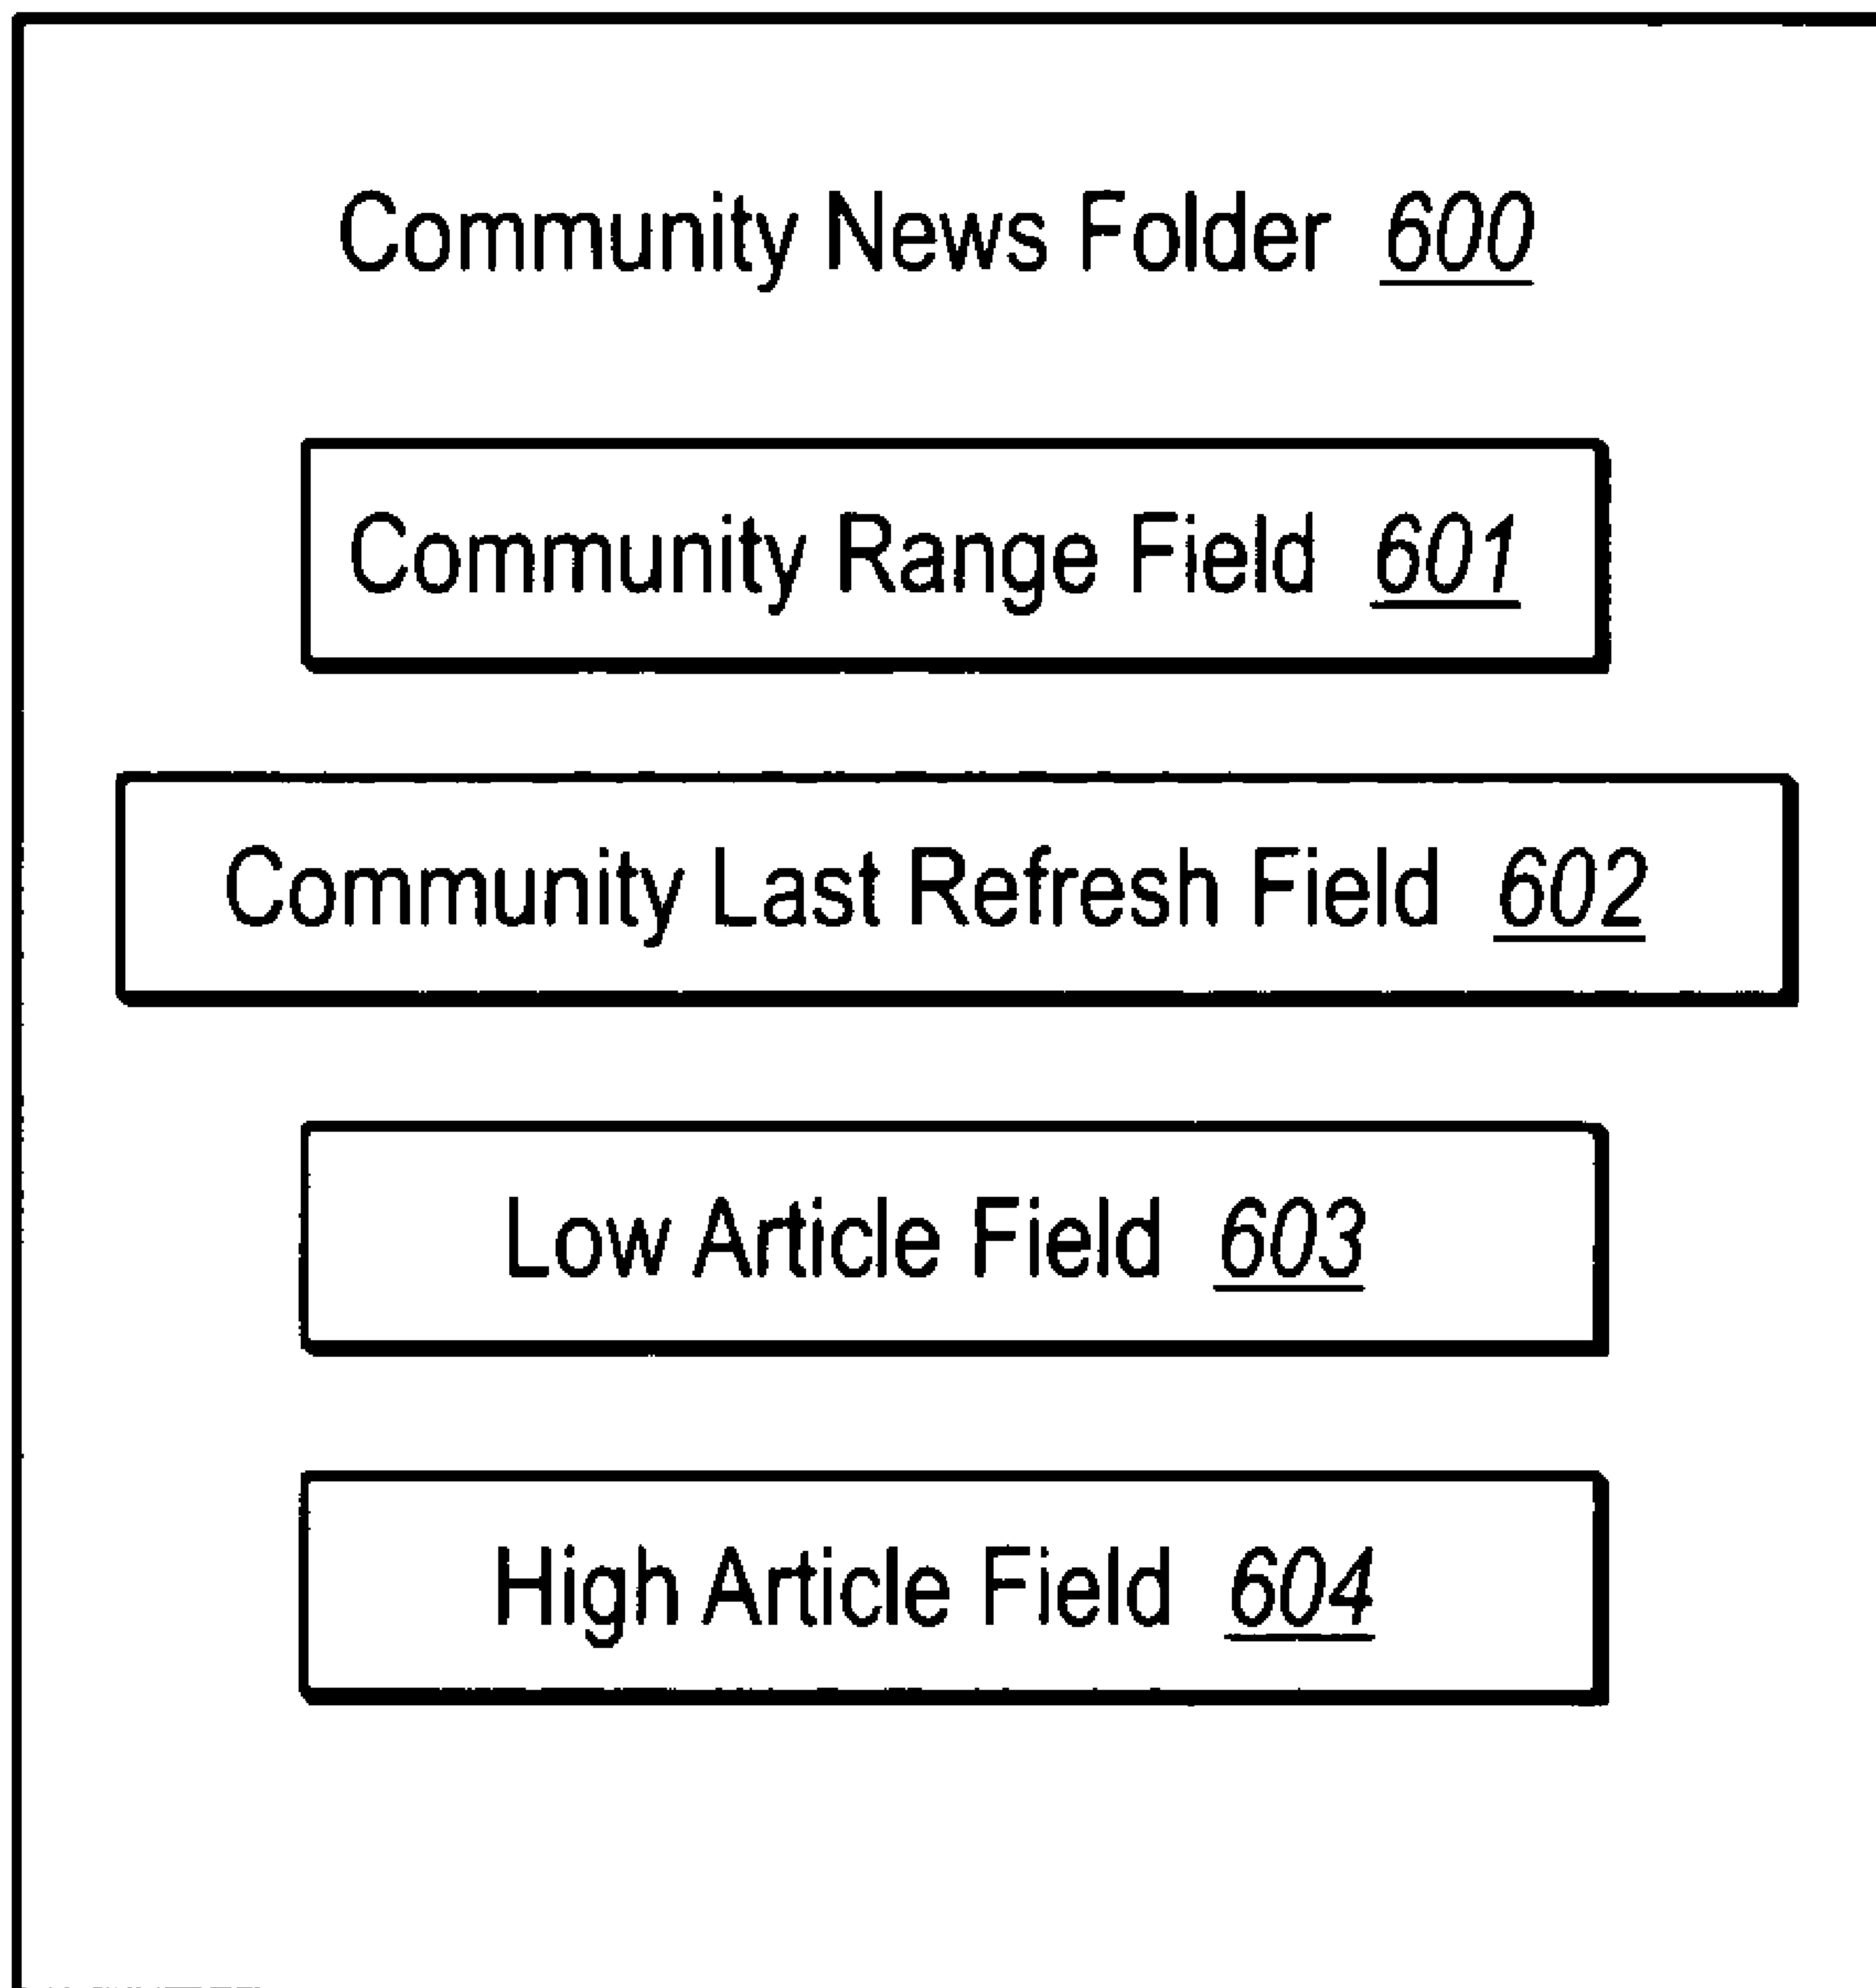 Community News Folder 600
Community Range Field 601
Community Last Refresh Field 602
Low Article Field 603
High Article Field 604